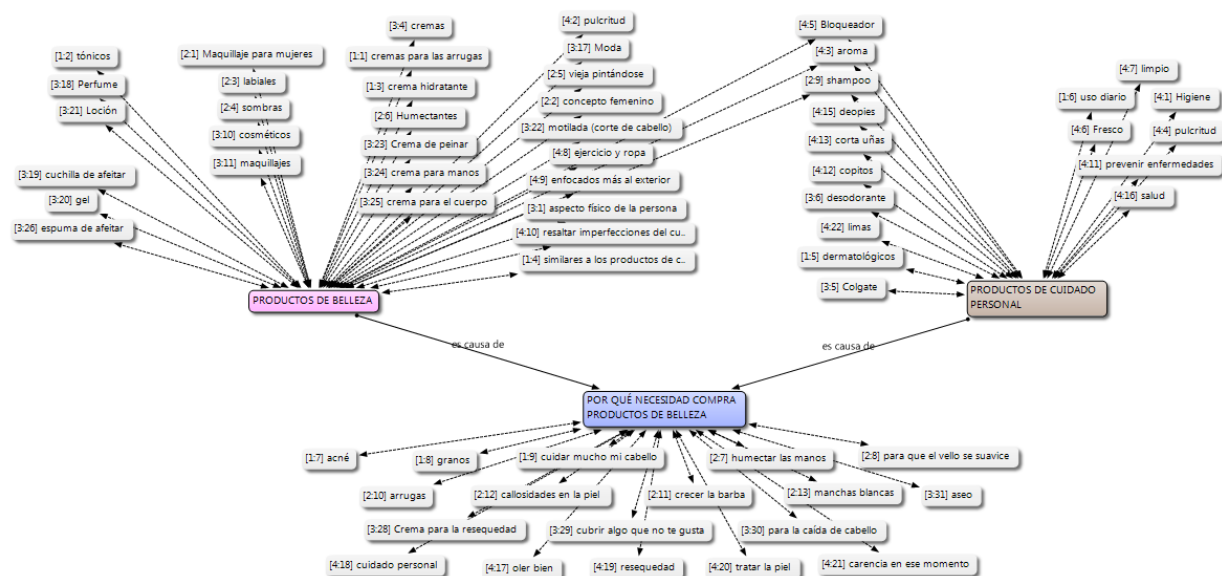 [3:4] cremas
[4:2] pulcritud
[4:5] Bloqueador
[1:2] tónicos
[2:1] Maquillaje para mujeres
[1:1] cremas para las arrugas
[3:17] Moda
[4:3] aroma
[4:7] limpio
[3:18] Perfume
[2:3] labiales
[1:3] crema hidratante
[2:5] vieja pintándose
[2:9] shampoo
[1:6] uso diario
[4:1] Higiene
[3:21] Loción
[2:4] sombras
[2:6] Humectantes
[2:2] concepto femenino
[4:15] deopies
[4:6] Fresco
[4:4] pulcritud
[3:10] cosméticos
[3:23] Crema de peinar
[3:22] motilada (corte de cabello)
[4:13] corta uñas
[3:11] maquillajes
[3:24] crema para manos
[4:8] ejercicio y ropa
[4:12] copitos
[4:11] prevenir enfermedades
[3:19] cuchilla de afeitar
[3:25] crema para el cuerpo
[4:9] enfocados más al exterior
[3:6] desodorante
[4:16] salud
[3:20] gel
[3:1] aspecto físico de la persona
[4:22] limas
[3:26] espuma de afeitar
[4:10] resaltar imperfecciones del cu..
[1:5] dermatológicos
[1:4] similares a los productos de c..
[3:5] Colgate
PRODUCTOS DE BELLEZA
PRODUCTOS DE CUIDADO
PERSONAL
es causa de
es causa de
POR QUÉ NECESIDAD COMPRA
PRODUCTOS DE BELLEZA
[1:7] acné
[1:8] granos
[1:9] cuidar mucho mi cabello
[2:7] humectar las manos
[2:8] para que el vello se suavice
[2:10] arrugas
[2:12] callosidades en la piel
[2:11] crecer la barba
[2:13] manchas blancas
[3:31] aseo
[3:28] Crema para la resequedad
[3:29] cubrir algo que no te gusta
[3:30] para la caída de cabello
[4:18] cuidado personal
[4:17] oler bien
[4:19] resequedad
[4:20] tratar la piel
[4:21] carencia en ese momento